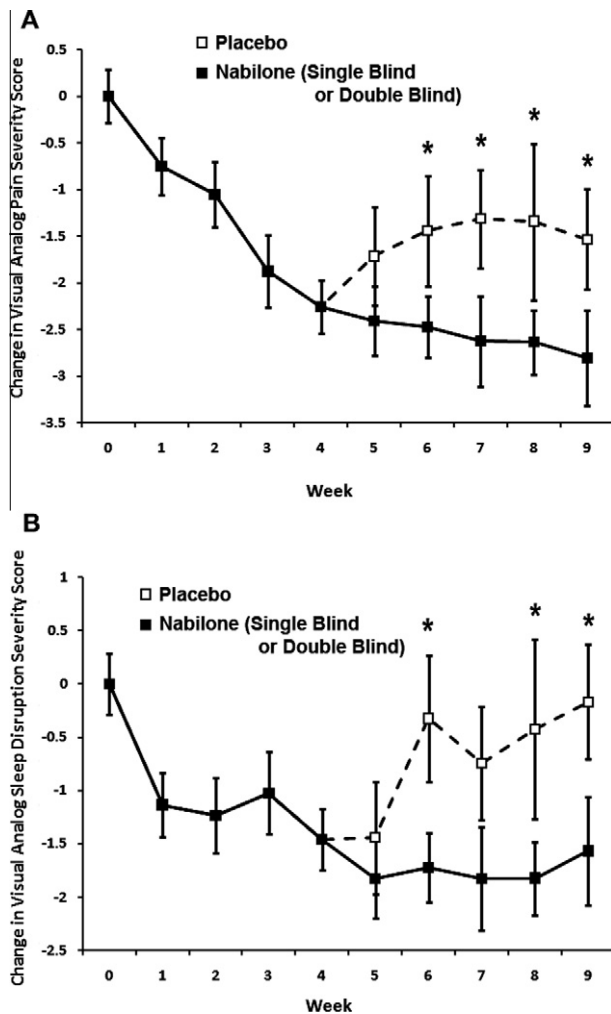 A
Placebo
Nabilone (Single Blind
or Double Blind)
Change in Visual Analog Pain Severity Score
0.5
0
-0.5
-1
-1.5
-2
-2.5
-3
-3.5
* * * *
0 1 2 3 4 5 6 7 8 9
Week
B
Placebo
Nabilone (Single Blind
or Double Blind)
Change in Visual Analog Sleep Disruption Severity Score
1
0.5
0
-0.5
-1
-1.5
-2
-2.5
* * *
0 1 2 3 4 5 6 7 8 9
Week